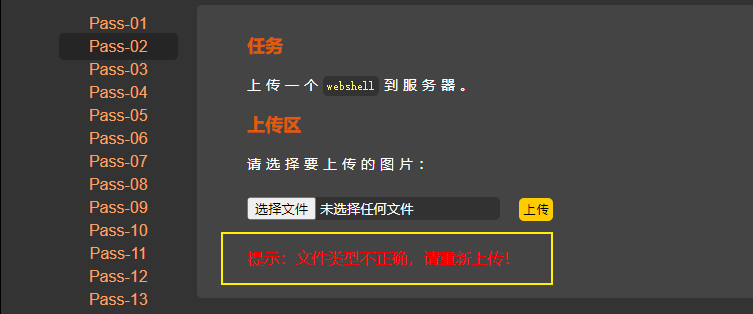 Pass-01
Pass-02
Pass-03
Pass-04
Pass-05
Pass-06
Pass-07
Pass-08
Pass-09
Pass-10
Pass-11
Pass-12
Pass-13
任务
上传一个 webshell 到服务器。
上传区
请选择要上传的图片：
选择文件 未选择任何文件 上传
提示：文件类型不正确，请重新上传！